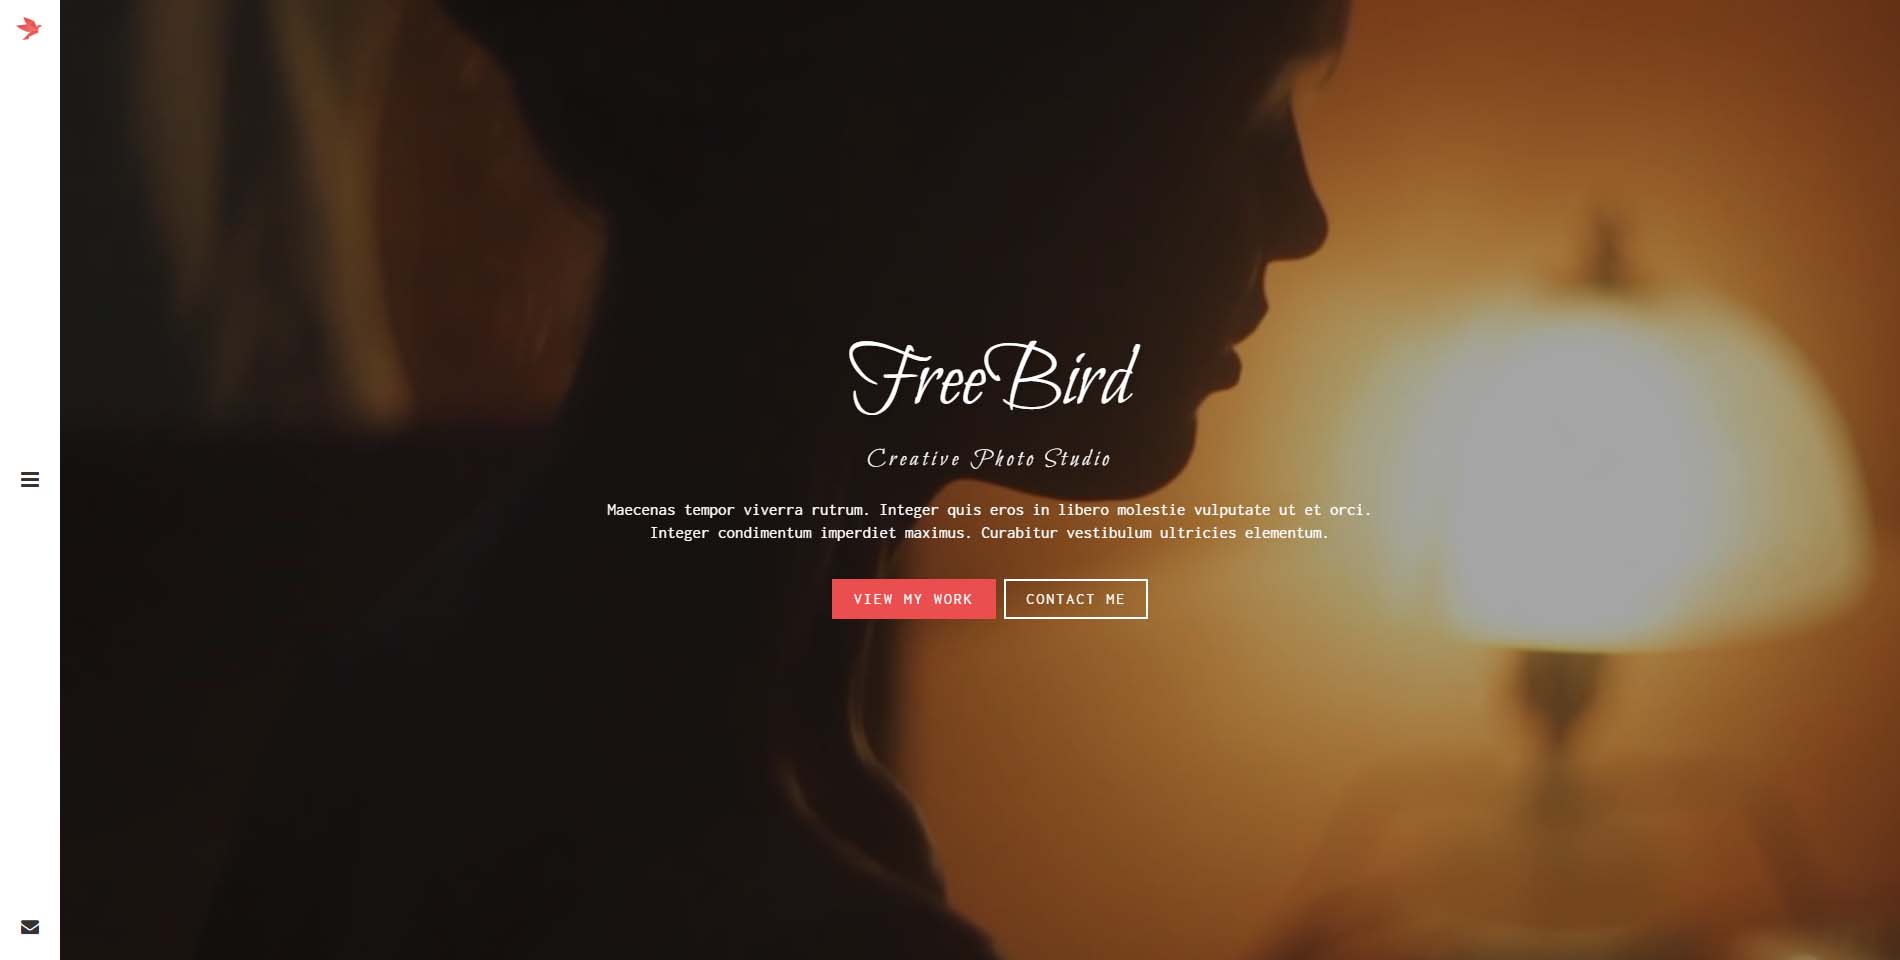 FreeBird
Creative Photo Studio
Maecenas tempor viverra rutrum. Integer quis eros in libero molestie vulputate ut et orci.
Integer condimentum imperdiet maximus. Curabitur vestibulum ultricies elementum.
VIEW MY WORK CONTACT ME